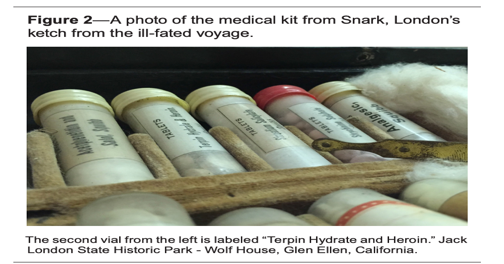 Figure 2—A photo of the medical kit from Snark, London's
ketch from the ill-fated voyage.
TABLETS
TABLETS
TABLETS
Analgesic
The second vial from the left is labeled "Terpin Hydrate and Heroin." Jack
London State Historic Park - Wolf House, Glen Ellen, California.